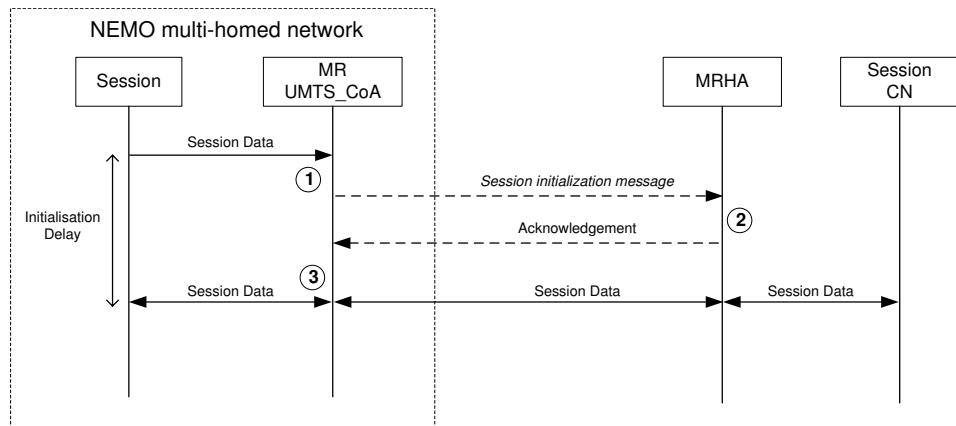 NEMO multi-homed network
Session
MR
UMTS_CoA
MRHA
Session
CN
Session Data
1
Session initialization message
2
Initialisation
Delay
Acknowledgement
3
Session Data
Session Data
Session Data